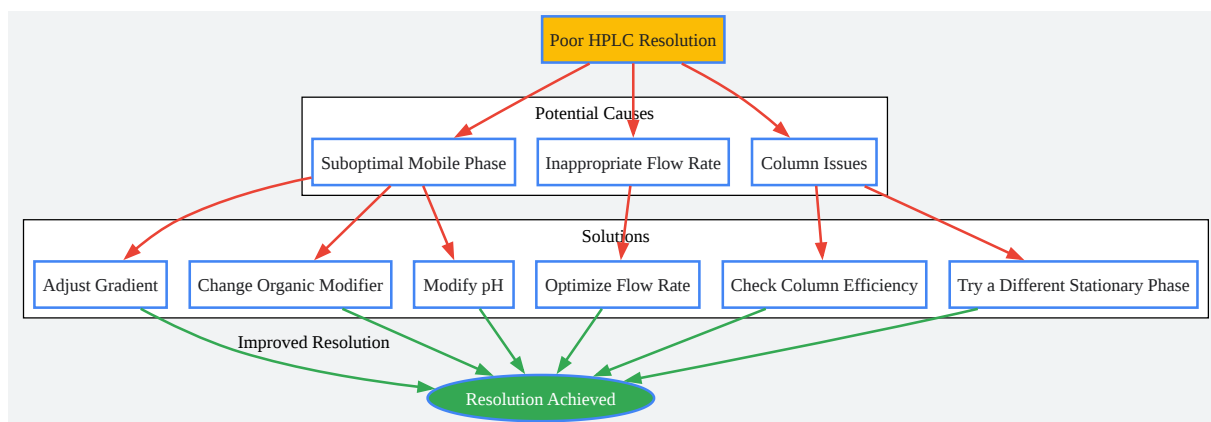 Poor HPLC Resolution
Potential Causes
Suboptimal Mobile Phase
Inappropriate Flow Rate
Column Issues
Solutions
Adjust Gradient
Change Organic Modifier
Modify pH
Optimize Flow Rate
Check Column Efficiency
Try a Different Stationary Phase
Improved Resolution
Resolution Achieved